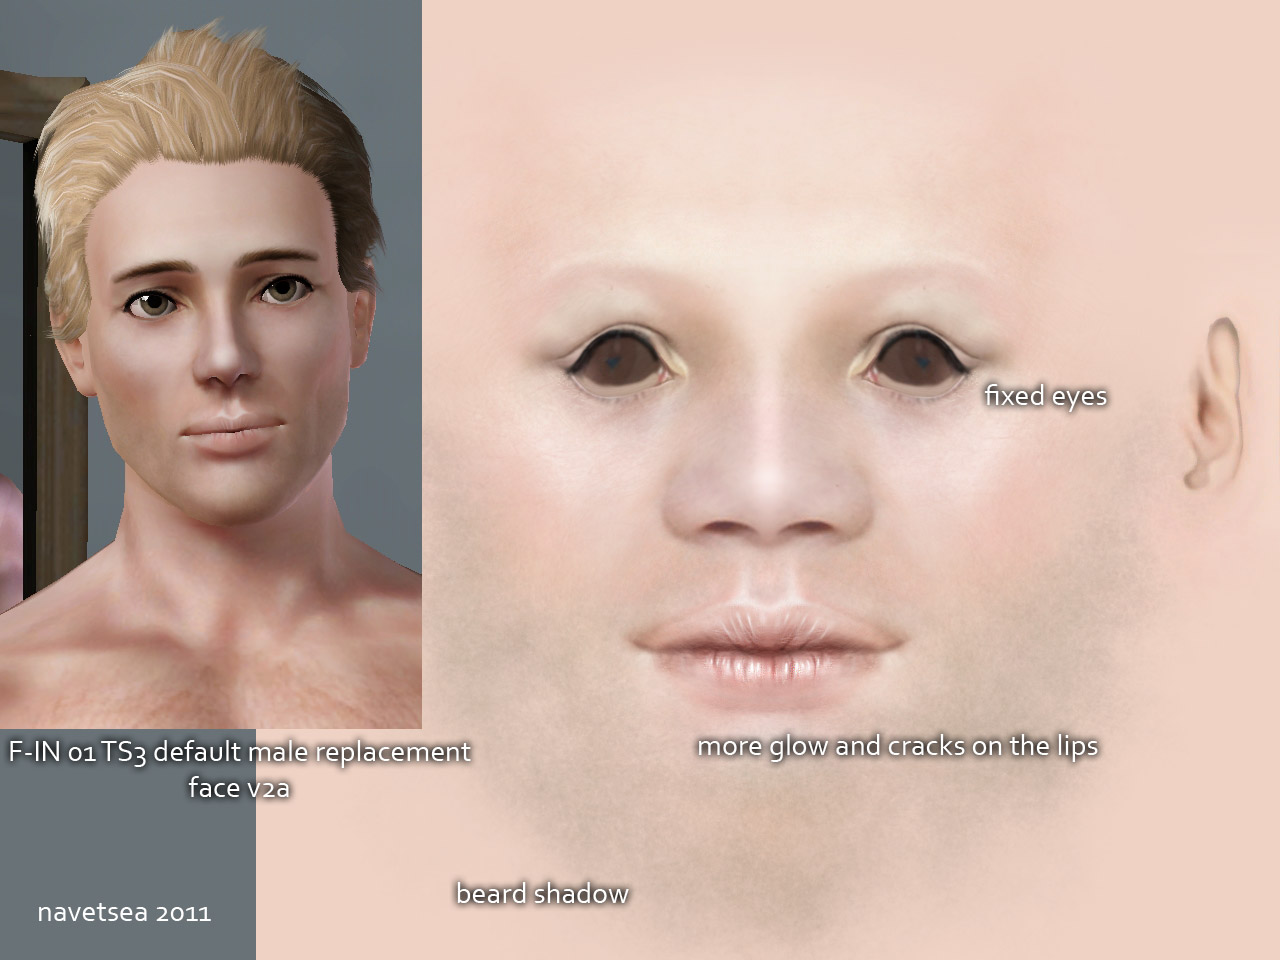 fixed eyes
F-IN 01 TS3 default male replacement
face v2a
more glow and cracks on the lips
beard shadow
navetsea 2011